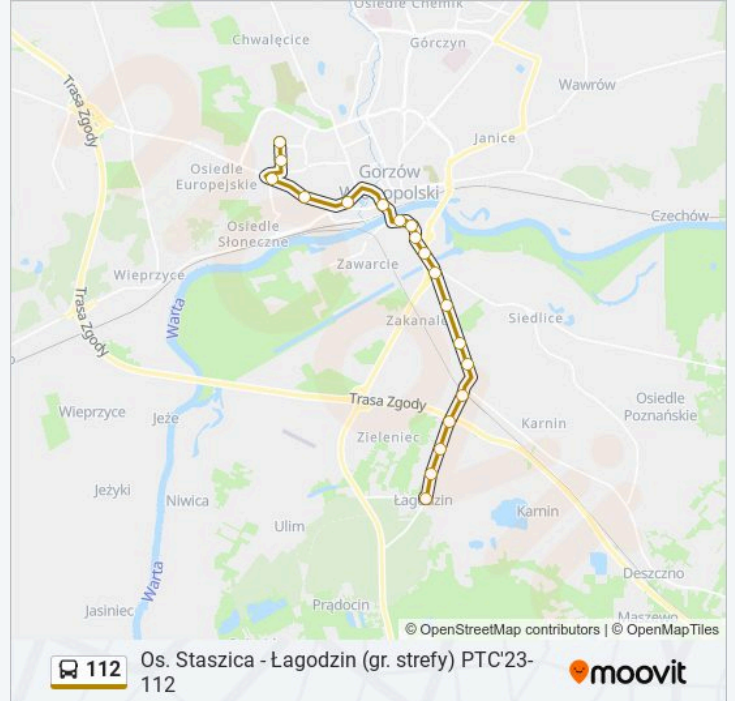 Osiedle Chemik
Chwalęcice
Górczyn
Trasa Zgody
Wawrów
Janice
Osiedle
Europejskie
Gorzów
Wielkopolski
Czechów
Osiedle
Słoneczne
Zawarcie
Wieprzyce
Warta
Trasa Zgody
Zakanale
Siedlice
Trasa Zgody
Wieprzyce
Jeże
Osiedle
Poznańskie
Karnin
Zieleniec
Jeżyki
Niwica
Łagodzin
Karnin
Ulim
Warta
Deszczno
Jasiniec
Prądocin
Maszewo
© OpenStreetMap contributors | © OpenMapTiles
112
Os. Staszica - Łagodzin (gr. strefy) PTC'23-
112
moovit